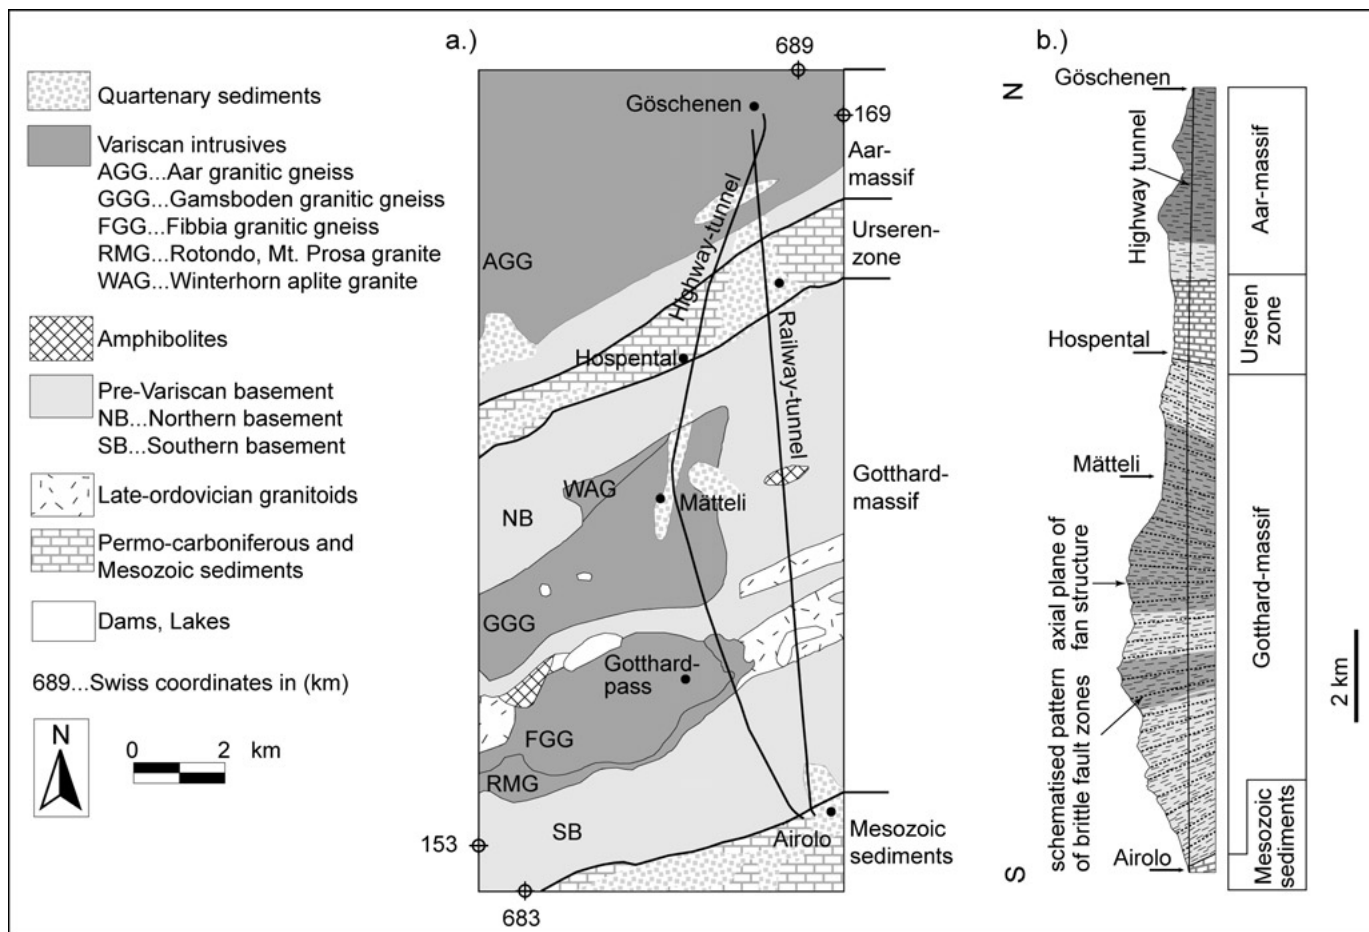 Quartenary sediments
Variscan intrusives
AGG...Aar granitic gneiss
GGG...Gamsboden granitic gneiss
FGG...Fibbia granitic gneiss
RMG...Rotondo, Mt. Prosa granite
WAG...Winterhorn aplite granite
Amphibolites
Pre-Variscan basement
NB...Northern basement
SB...Southern basement
Late-ordovician granitoids
Permo-carboniferous and
Mesozoic sediments
Dams, Lakes
689...Swiss coordinates in (km)
N
0 2 km
a.)
689
Göschenen
169
Aar-
massif
Highway-tunnel
Urseren-
zone
AGG
Hospental
Railway-tunnel
WAG
Mätteli
NB
Gotthard-
massif
GGG
Gotthard-
pass
FGG
RMG
SB
153
Airolo
Mesozoic
sediments
683
b.)
N
Göschenen
Highway tunnel
Aar-massif
Hospental
Urseren
zone
Mätteli
axial plane of
fan structure
Gotthard-massif
schematised pattern
of brittle fault zones
2 km
Mesozoic
sediments
S
Airolo